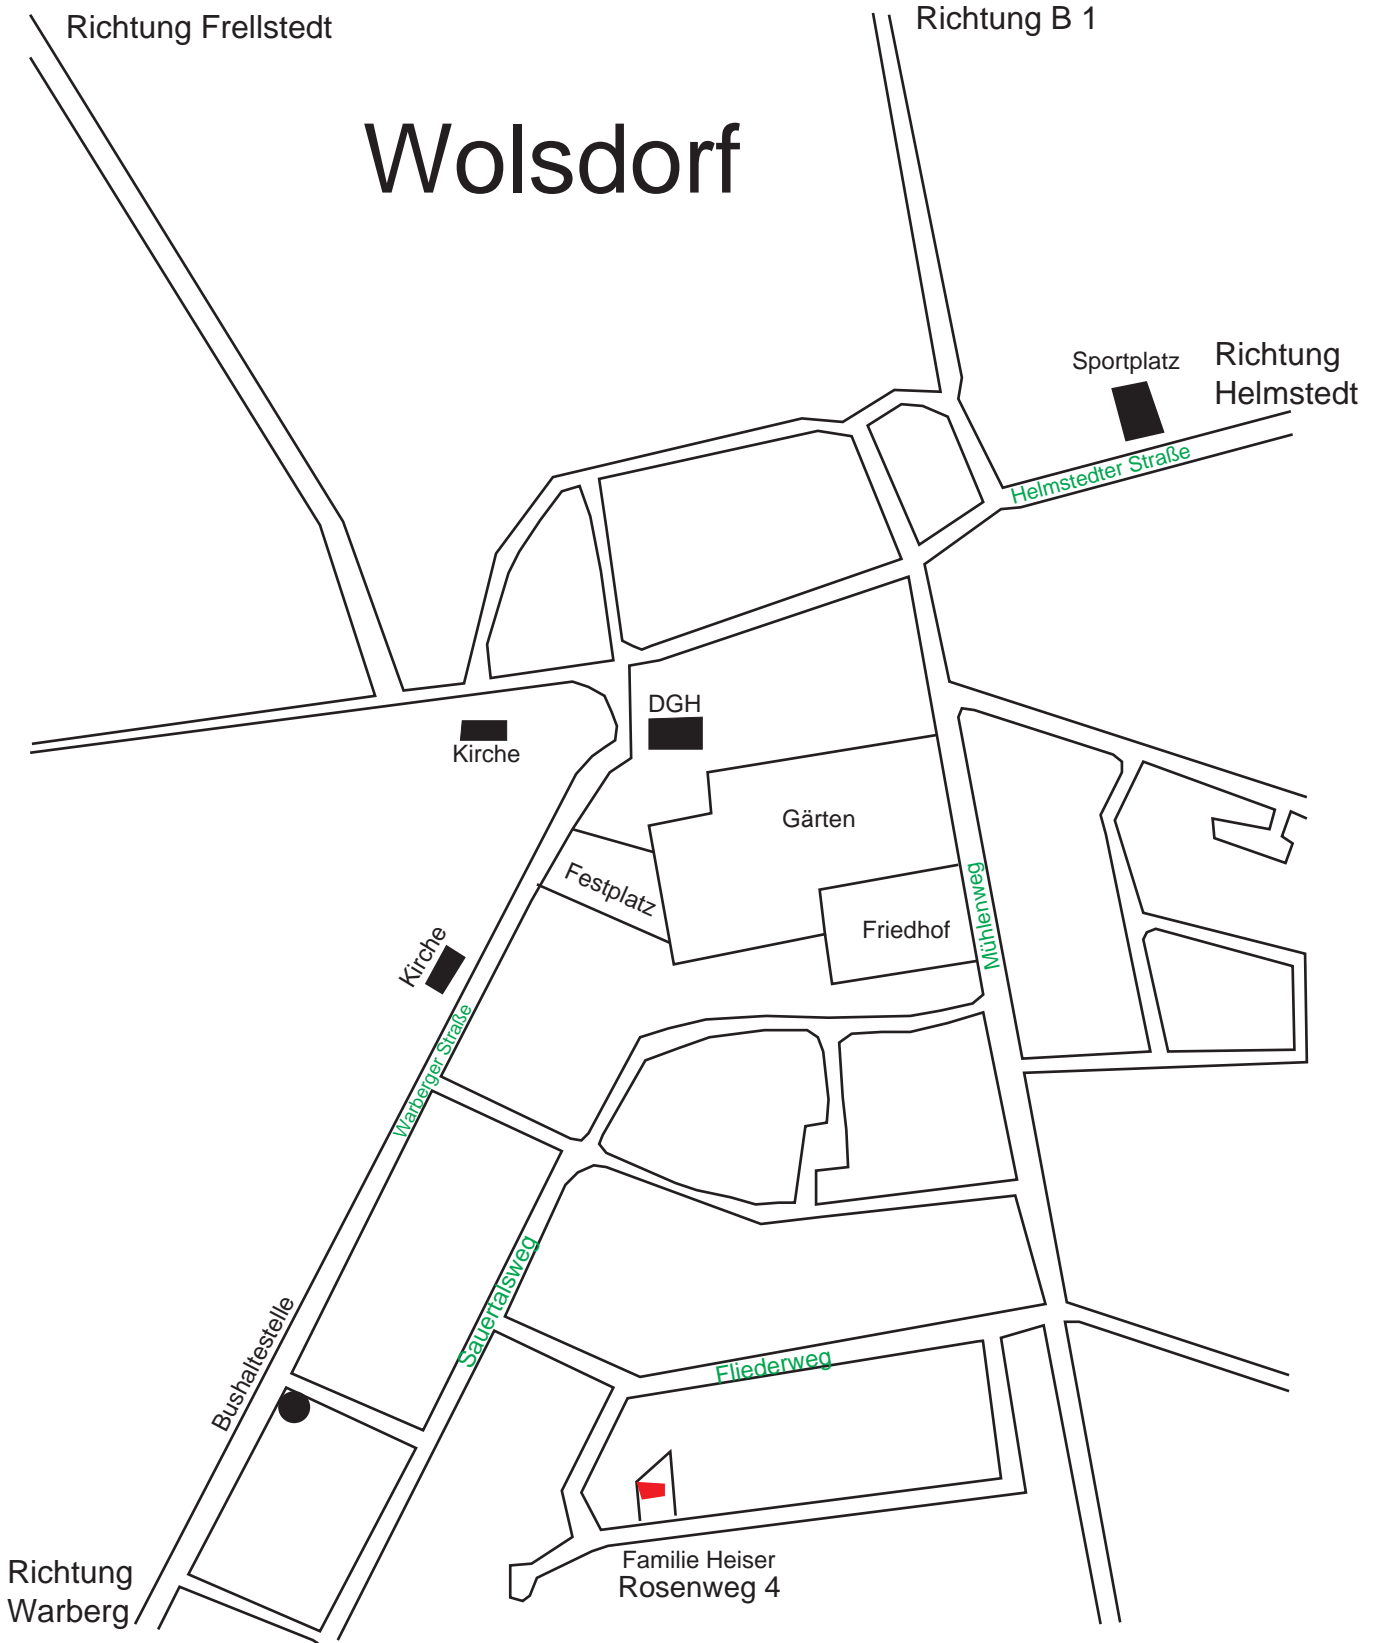 Richtung Frellstedt
Richtung B 1
Wolsdorf
Sportplatz
Richtung
Helmstedt
Helmstedter Straße
DGH
Kirche
Gärten
Festplatz
Mühlenweg
Friedhof
Kirche
Warberger Straße
Sauertalsweg
Bushaltestelle
Fliederweg
Familie Heiser
Rosenweg 4
Richtung
Warberg